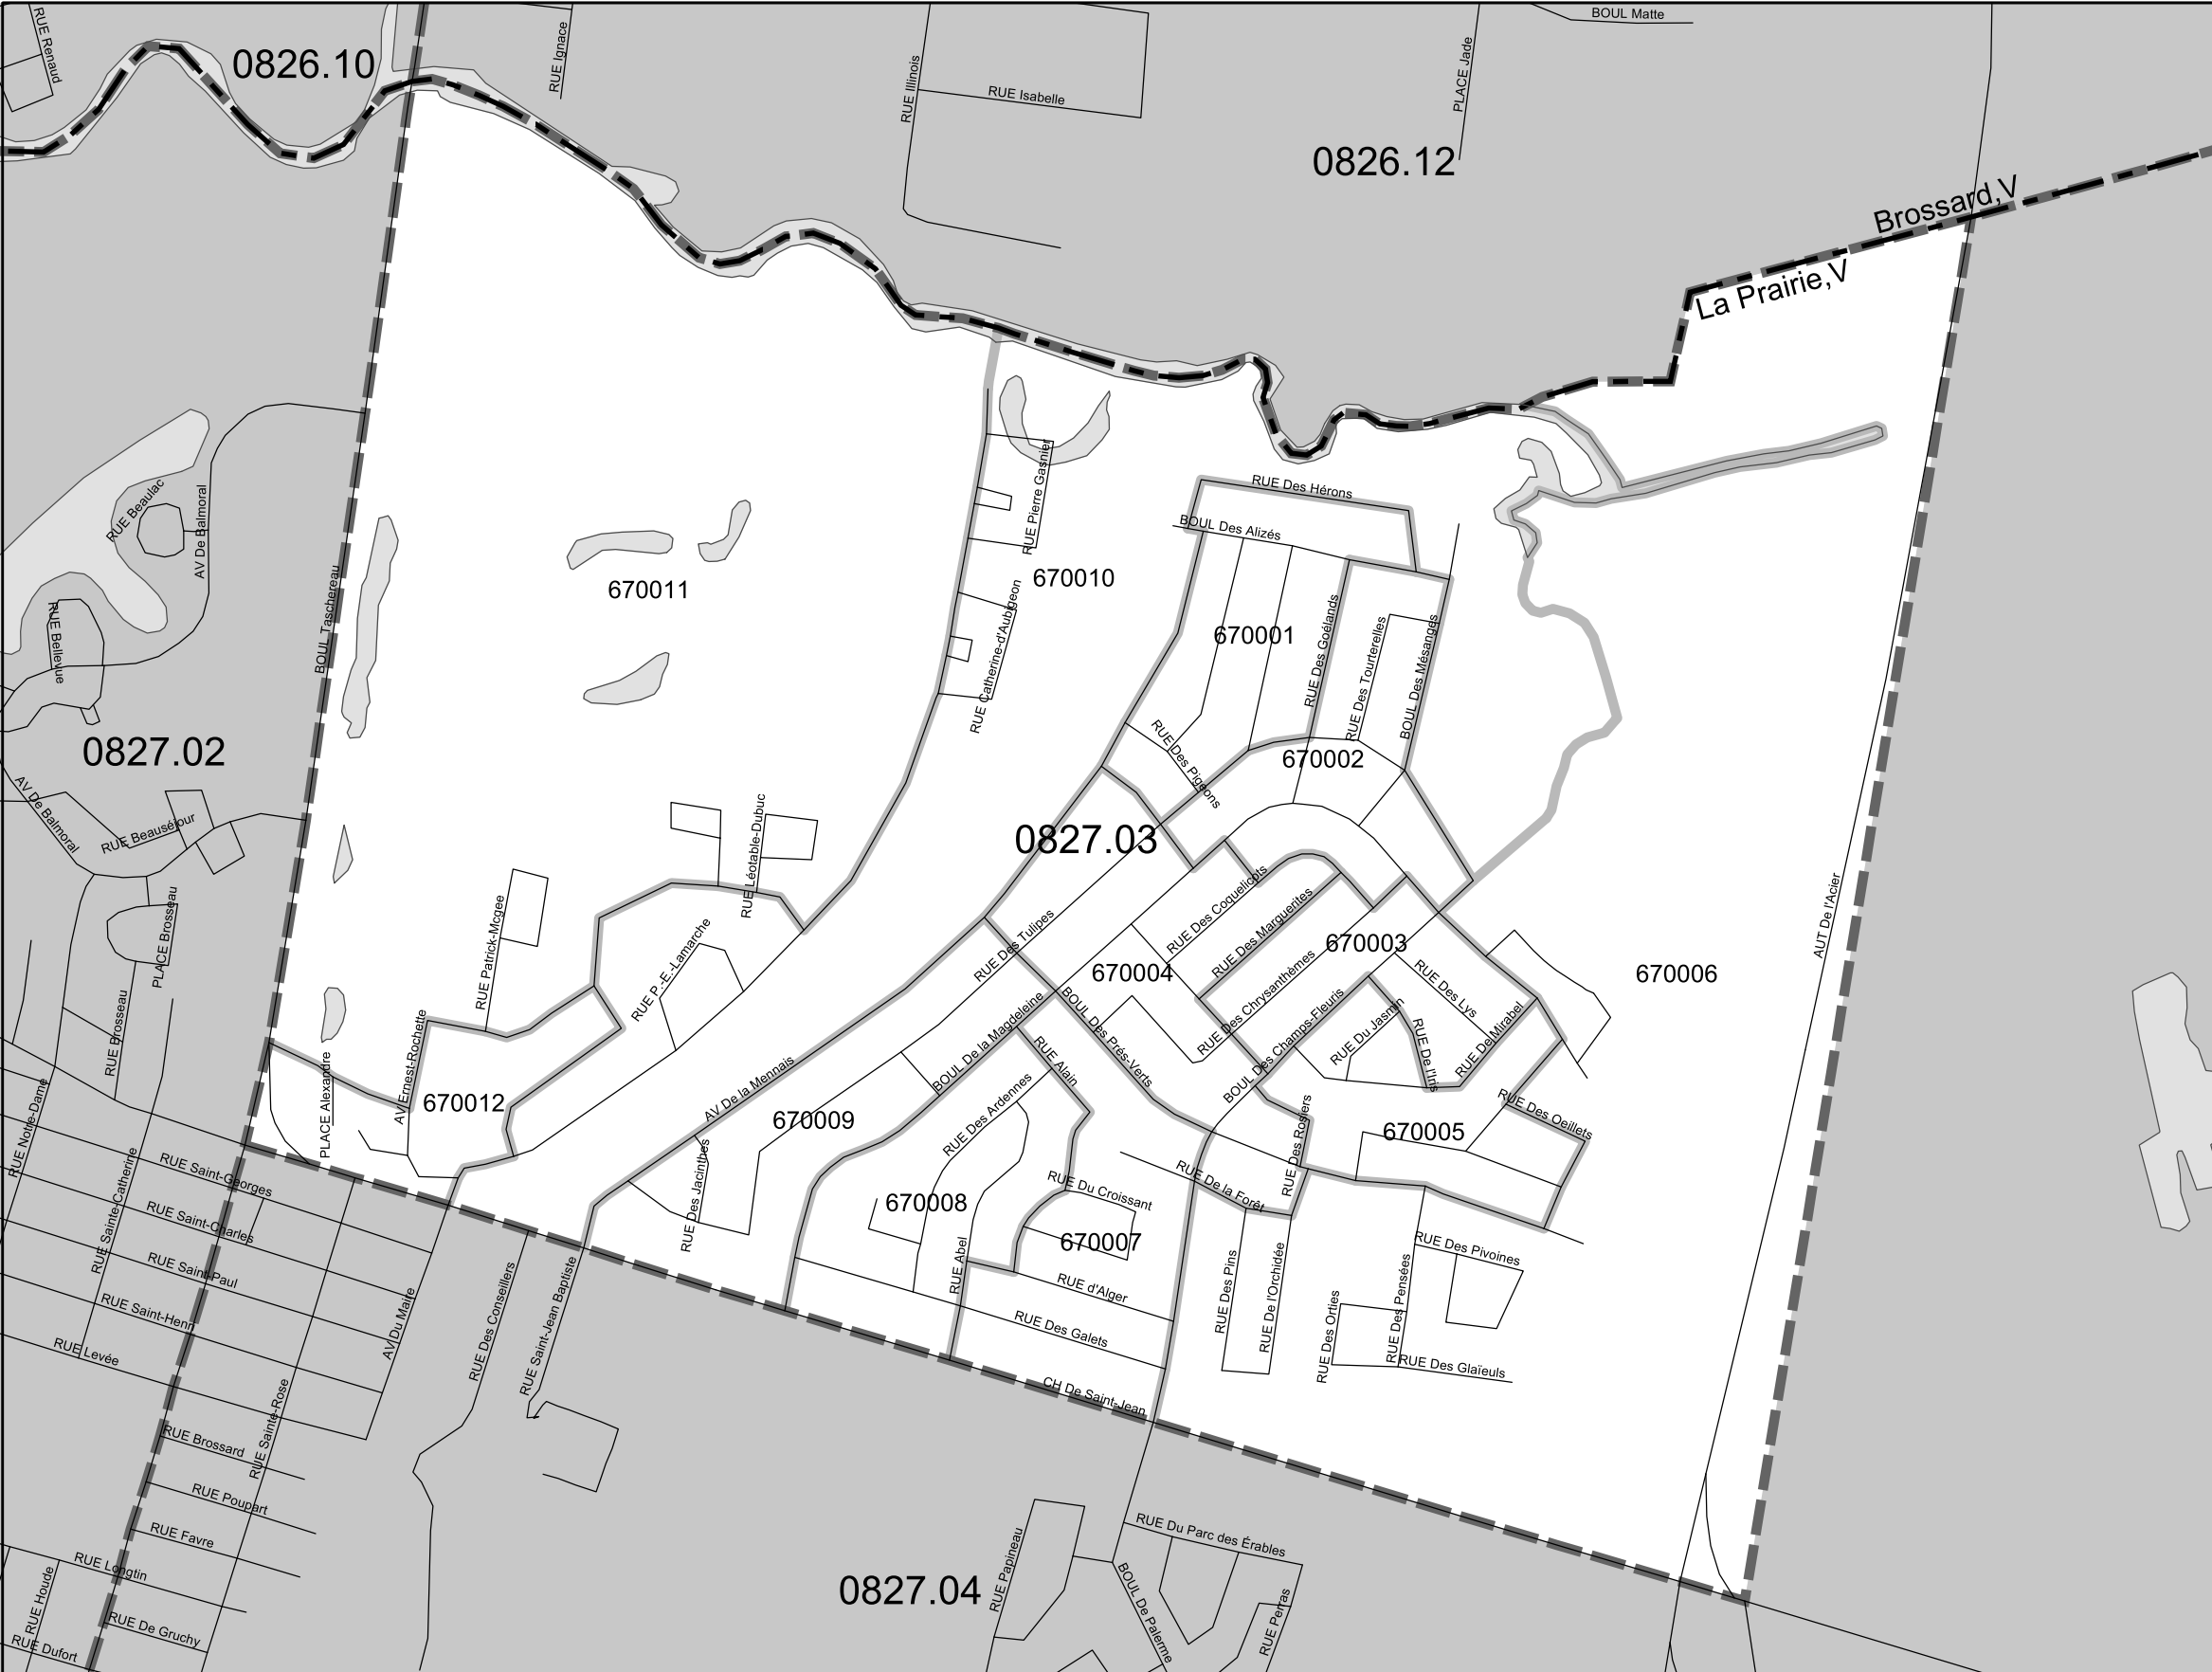 BOUL Matte
RUE Renaud
0826.10
RUE Ignace
RUE Illinois
RUE Isabelle
PLACE Jade
0826.12
Brossard,V
La Prairie,V
RUE Des Hérons
BOUL Des Alizés
RUE Pierre Gasnier
RUE Beaulac
AV De Balmoral
BOUL Taschereau
670011
670010
RUE Catherine-d'Aubigeon
670001
RUE Des Goélands
RUE Des Tourterelles
BOUL Des Mésanges
RUE Bellevue
0827.02
RUE Des Pigeons
670002
AV De Balmoral
RUE Beauséjour
RUE Léotable-Dubuc
0827.03
PLACE Brosseau
RUE Patrick-Mcgee
RUE P.-E.-Lamarche
RUE Des Tulipes
RUE Des Coquelicots
RUE Des Marguerites
670003
AUT De l'Acier
670004
670006
RUE Des Chrysanthèmes
RUE Des Lys
RUE Brosseau
AV Ernest-Rochette
BOUL De la Magdeleine
BOUL Des Prés-Verts
BOUL Des Champs-Fleuris
RUE Du Jasmin
RUE De l'Iris
RUE De Mirabel
RUE Notre-Dame
PLACE Alexandre
670012
AV De la Mennais
670009
RUE Alain
RUE Des Ardennes
RUE Des Rosiers
670005
RUE Des Oeillets
RUE Saint-Georges
RUE Sainte-Catherine
RUE Saint-Charles
RUE Des Jacinthes
670008
RUE Du Croissant
RUE De la Forêt
670007
RUE Saint-Paul
RUE Abel
RUE d'Alger
RUE Des Pins
RUE De l'Orchidée
RUE Des Pivoines
RUE Des Pensées
RUE Des Orties
RUE Saint-Henri
RUE Levée
AV Du Maire
RUE Des Conseillers
RUE Saint-Jean Baptiste
RUE Des Galets
RUE Des Glaïeuls
CH De Saint-Jean
RUE Sainte-Rose
RUE Brossard
RUE Poupart
RUE Favre
RUE Longtin
RUE Houde
RUE De Gruchy
RUE Dufort
0827.04
RUE Papineau
RUE Du Parc des Érables
BOUL De Palerme
RUE Perras